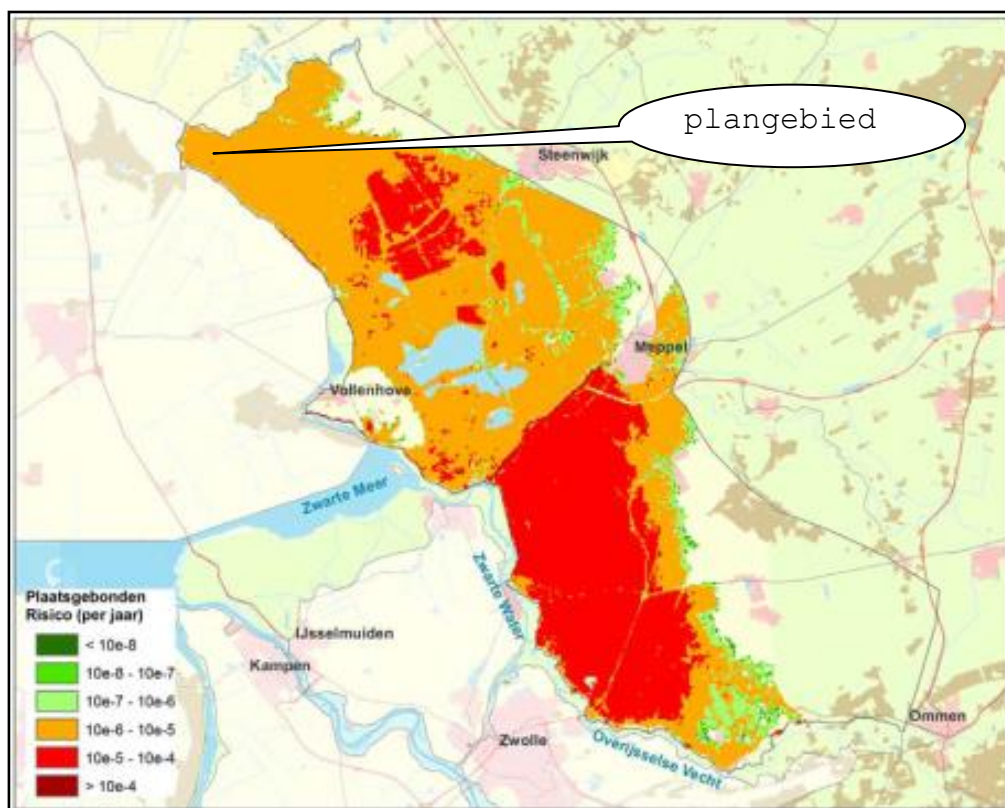 plangebied
Steenwijk
Meppel
Vollenhove
Zwarte Meer
Zwarte Water
Plaatsgebonden
Risico (per jaar)
< 10e-8
10e-8 - 10e-7
10e-7 - 10e-6
10e-6 - 10e-5
10e-5 - 10e-4
> 10e-4
IJsselmuiden
Kampen
Zwolle
Overijsselse Vecht
Ommen